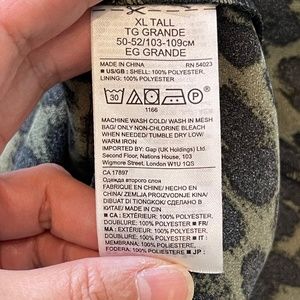 XL TALL
TG GRANDE
50-52/103-109см
EG GRANDE
MADE IN CHINA RN 54023
■ US/GB : SHELL: 100% POLYESTER.
LINING: 100% POLYESTER.
30
1166
MACHINE WASH COLD/ WASH IN MESH
BAG/ ONLY NON-CHLORINE BLEACH
WHEN NEEDED/ TUMBLE DRY LOW/
WARM IRON
IMPORTED BY: Gap (UK Holdings) Ltd.
Second Floor, Nations House, 103
Wigmore Street, London W1U 1QS
CA 17897
Одежда второго слоя
FABRIQUE EN CHINE/ HECHO EN
CHINA/ ZEMLJA PROIZVODNJE KINA/
DIBUAT DI TIONGKOK/ СДЕЛАНО В
КИТАЕ/ MADE IN CN
■ CA : EXTÉRIEUR: 100% POLYESTER,
DOUBLURE: 100% POLYESTER ■ FR/
MA : EXTÉRIEUR: 100% POLYESTER,
DOUBLURE: 100% POLYESTER ■ IT :
MEMBRANA: 100% POLIESTERE,
FODERA: 100% POLIESTERE ■ JP :